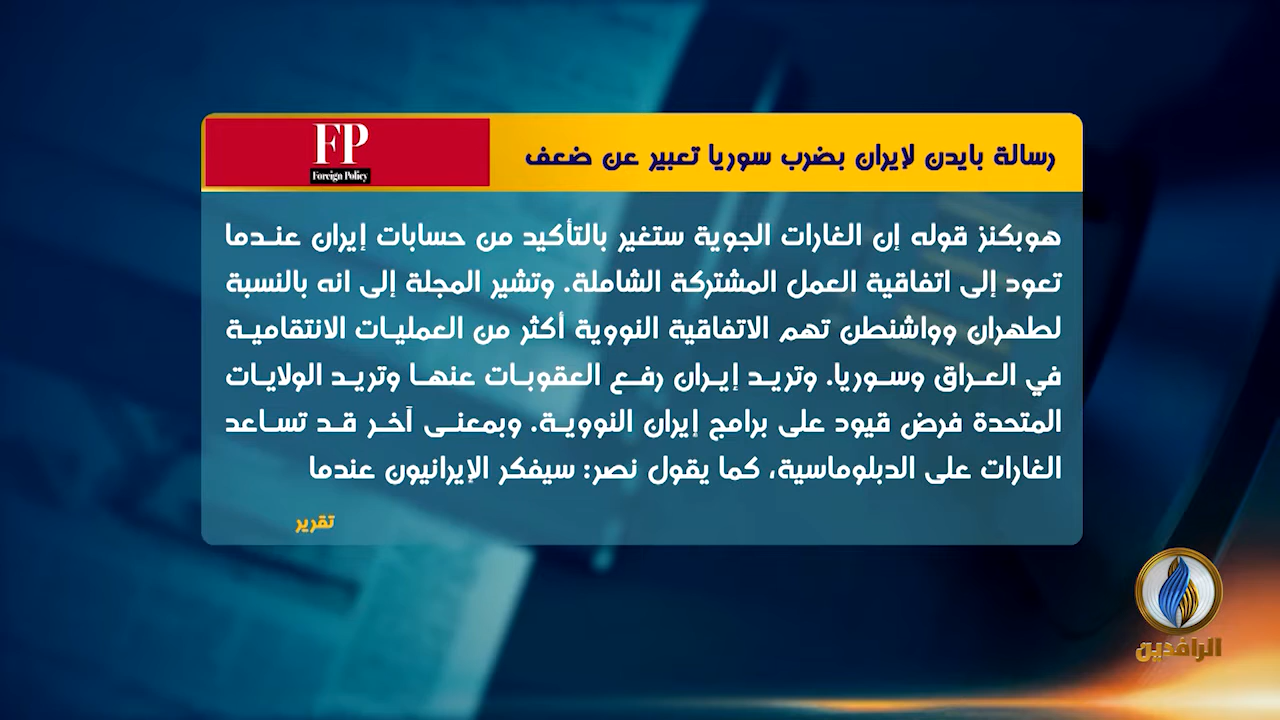 رسالة بايدن لإيران بضرب سوريا تعبير عن ضعف
FP
Foreign Policy
هوبكنز قوله إن الغارات الجوية ستغير بالتأكيد من حسابات إيران عندما
تعود إلى اتفاقية العمل المشتركة الشاملة. وتشير المجلة إلى انه بالنسبة
لطهران وواشنطن تهم الاتفاقية النووية أكثر من العمليات الانتقامية
في العراق وسوريا. وتريد إيران رفع العقوبات عنها وتريد الولايات
المتحدة فرض قيود على برامج إيران النووية. وبمعنى آخر قد تساعد
الغارات على الدبلوماسية، كما يقول نصر: سيفكر الإيرانيون عندما
تقرير
الرافدين